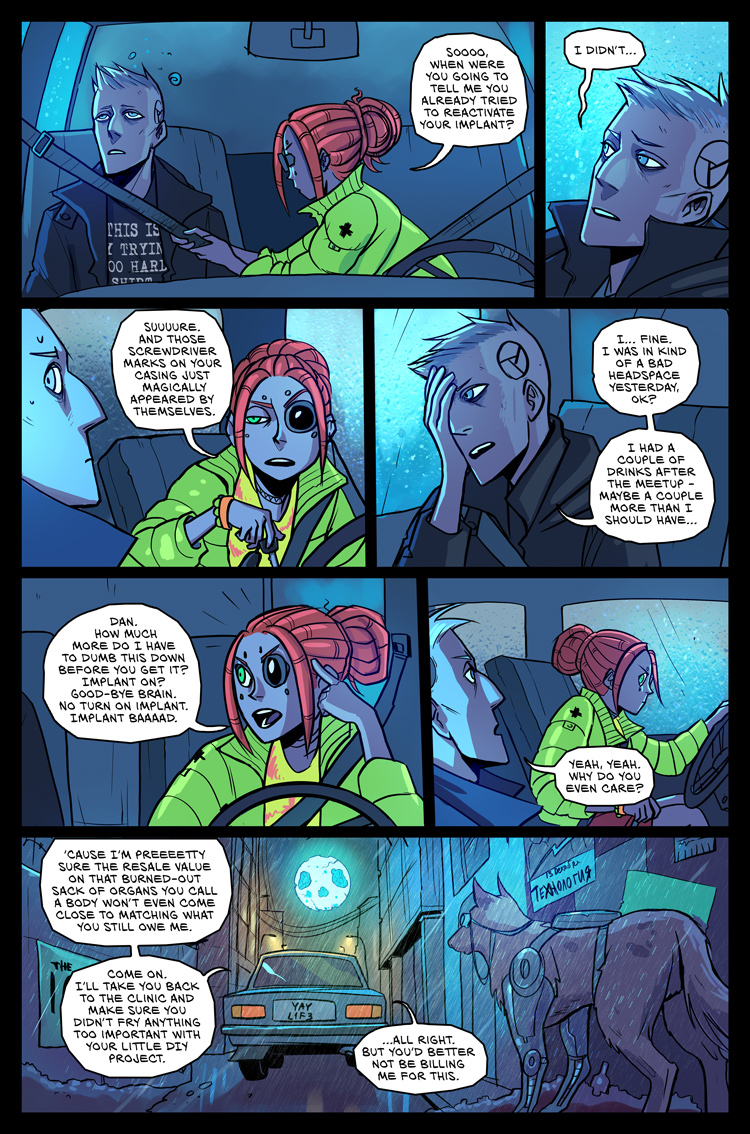 SOOOO,
WHEN WERE
YOU GOING TO
TELL ME YOU
ALREADY TRIED
TO REACTIVATE
YOUR IMPLANT?
THIS IS
TRYIN
HARL
I DIDN'T...
SUUUURE.
AND THOSE
SCREWDRIVER
MARKS ON YOUR
CASING JUST
MAGICALLY
APPEARED BY
THEMSELVES.
I... FINE.
I WAS IN KIND
OF A BAD
HEADSPACE
YESTERDAY,
OK?
I HAD A
COUPLE OF
DRINKS AFTER
THE MEETUP -
MAYBE A COUPLE
MORE THAN I
SHOULD HAVE...
DAN.
HOW MUCH
MORE DO I HAVE
TO DUMB THIS DOWN
BEFORE YOU GET IT?
IMPLANT ON?
GOOD-BYE BRAIN.
NO TURN ON IMPLANT.
IMPLANT BAAAAD.
YEAH, YEAH.
WHY DO YOU
EVEN CARE?
'CAUSE I'M PREEEETTY
SURE THE RESALE VALUE
ON THAT BURNED-OUT
SACK OF ORGANS YOU CALL
A BODY WON'T EVEN COME
CLOSE TO MATCHING WHAT
YOU STILL OWE ME.
COME ON.
I'LL TAKE YOU BACK
TO THE CLINIC AND
MAKE SURE YOU
DIDN'T FRY ANYTHING
TOO IMPORTANT WITH
YOUR LITTLE DIY
PROJECT.
THE
YAY
L1F3
ТЕХНОЛОГИЯ
...ALL RIGHT.
BUT YOU'D BETTER
NOT BE BILLING
ME FOR THIS.